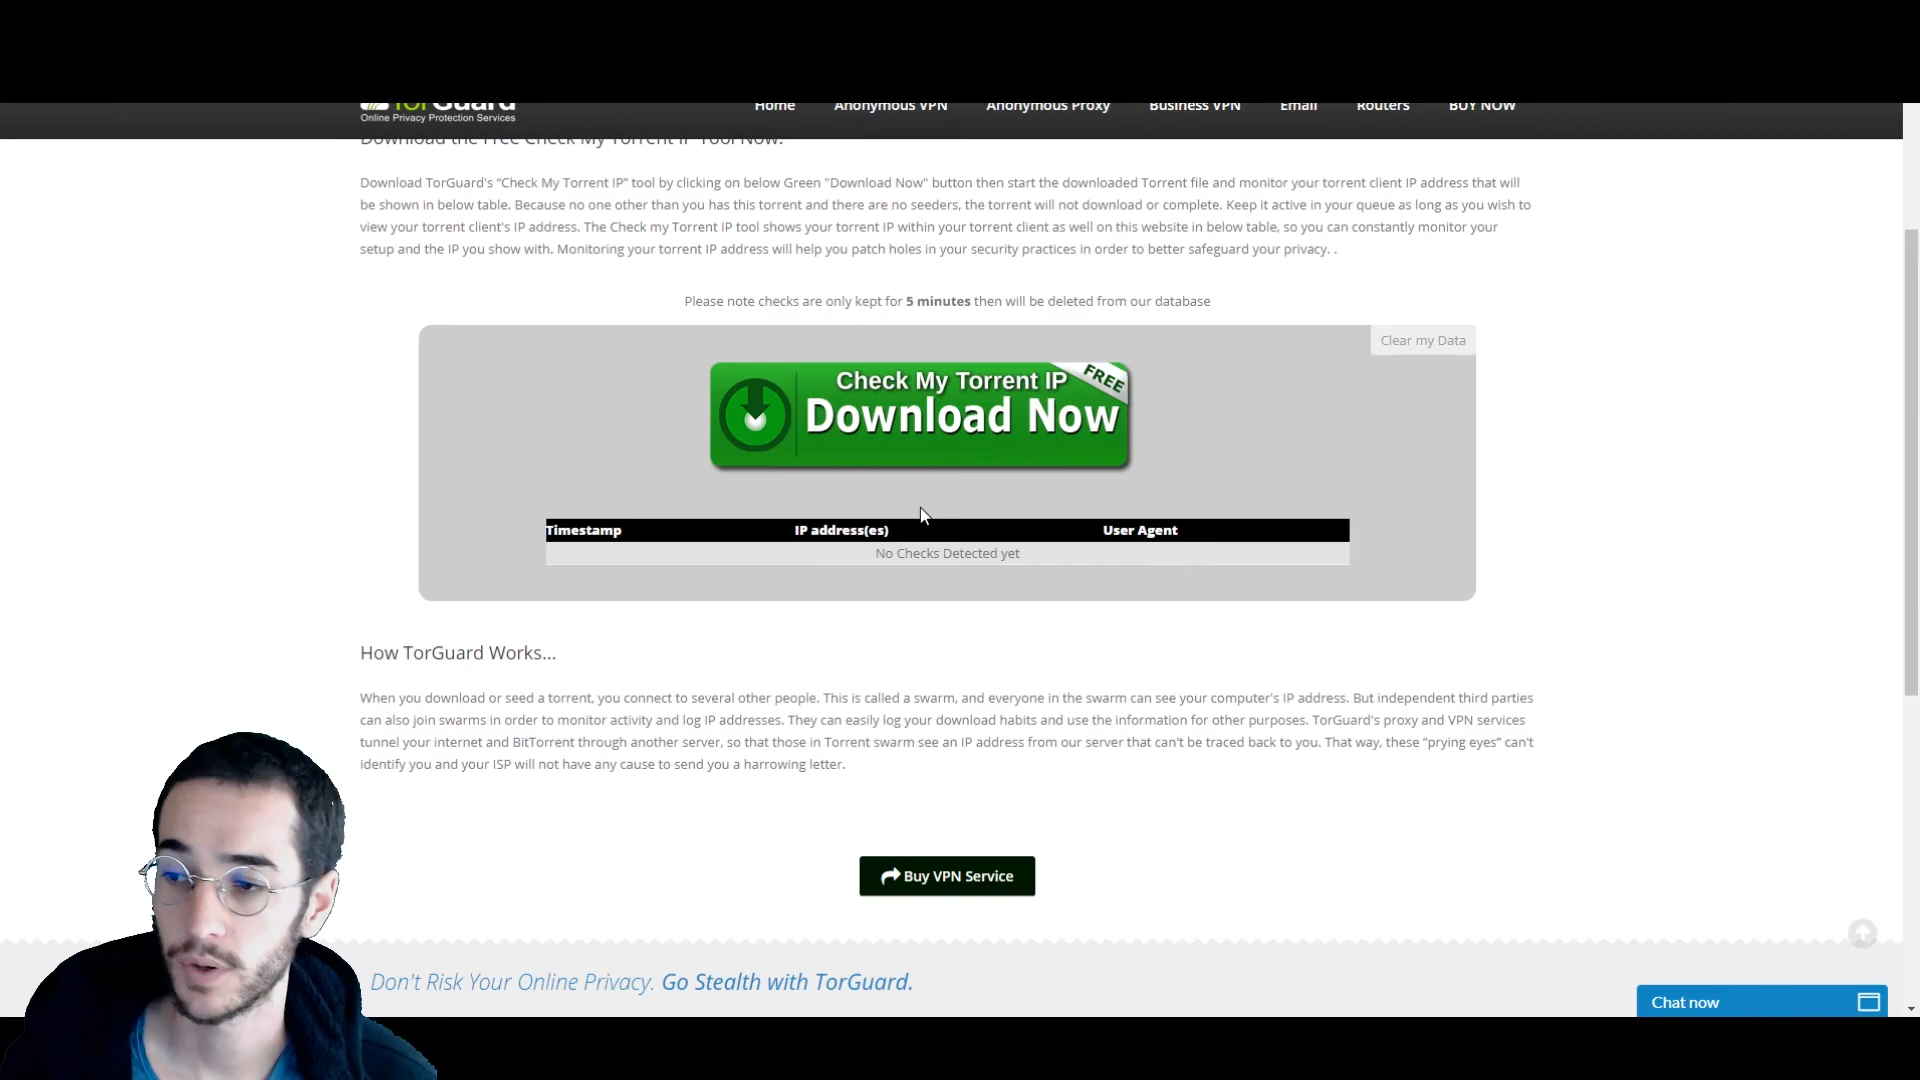 TorGuard
Online Privacy Protection Services
Home Anonymous VPN Anonymous Proxy Business VPN Email Routers BUY NOW
Download the Free Check My Torrent IP Tool Now!
Download TorGuard's “Check My Torrent IP” tool by clicking on below Green "Download Now" button then start the downloaded Torrent file and monitor your torrent client IP address that will
be shown in below table. Because no one other than you has this torrent and there are no seeders, the torrent will not download or complete. Keep it active in your queue as long as you wish to
view your torrent client's IP address. The Check my Torrent IP tool shows your torrent IP within your torrent client as well on this website in below table, so you can constantly monitor your
setup and the IP you show with. Monitoring your torrent IP address will help you patch holes in your security practices in order to better safeguard your privacy. .
Please note checks are only kept for 5 minutes then will be deleted from our database
Clear my Data
Check My Torrent IP FREE
Download Now
Timestamp IP address(es) User Agent
No Checks Detected yet
How TorGuard Works...
When you download or seed a torrent, you connect to several other people. This is called a swarm, and everyone in the swarm can see your computer's IP address. But independent third parties
can also join swarms in order to monitor activity and log IP addresses. They can easily log your download habits and use the information for other purposes. TorGuard's proxy and VPN services
tunnel your internet and BitTorrent through another server, so that those in Torrent swarm see an IP address from our server that can't be traced back to you. That way, these “prying eyes” can't
identify you and your ISP will not have any cause to send you a harrowing letter.
Buy VPN Service
Don't Risk Your Online Privacy. Go Stealth with TorGuard.
Chat now